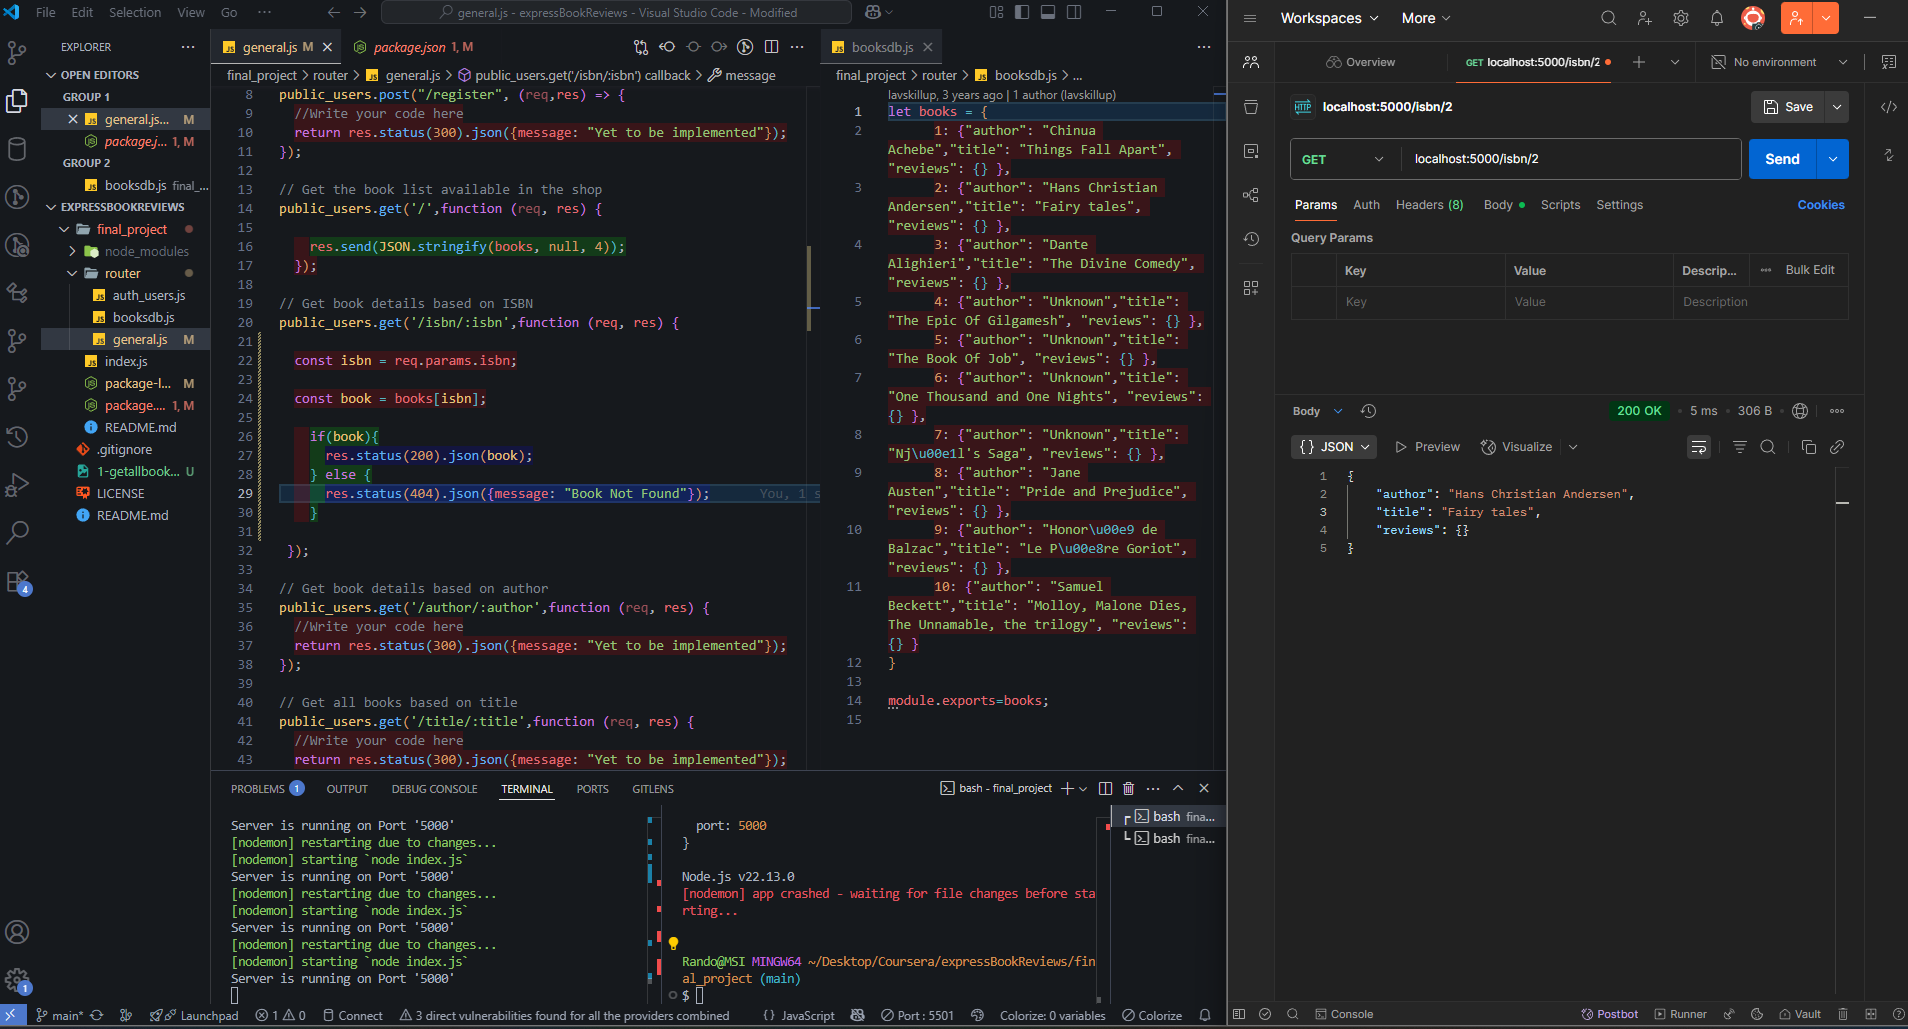 File Edit Selection View Go ···
general.js - expressBookReviews - Visual Studio Code - Modified
EXPLORER ···
OPEN EDITORS
GROUP 1
general.js... M
package.j... 1, M
GROUP 2
booksdb.js final_...
EXPRESSBOOKREVIEWS
final_project
node_modules
router
auth_users.js
booksdb.js
general.js M
index.js
package-l... M
package.... 1, M
README.md
.gitignore
1-getallbook... U
LICENSE
README.md
4
1
general.js M
package.json 1, M
final_project > router > general.js > public_users.get('/isbn/:isbn') callback > message
8 public_users.post("/register", (req,res) => {
9 //Write your code here
10 return res.status(300).json({message: "Yet to be implemented"});
11 });
12
13 // Get the book list available in the shop
14 public_users.get('/',function (req, res) {
15
16 res.send(JSON.stringify(books, null, 4));
17 });
18
19 // Get book details based on ISBN
20 public_users.get('/isbn/:isbn',function (req, res) {
21
22 const isbn = req.params.isbn;
23
24 const book = books[isbn];
25
26 if(book){
27 res.status(200).json(book);
28 } else {
29 res.status(404).json({message: "Book Not Found"}); You, 1 s
30 }
31
32 });
33
34 // Get book details based on author
35 public_users.get('/author/:author',function (req, res) {
36 //Write your code here
37 return res.status(300).json({message: "Yet to be implemented"});
38 });
39
40 // Get all books based on title
41 public_users.get('/title/:title',function (req, res) {
42 //Write your code here
43 return res.status(300).json({message: "Yet to be implemented"});
booksdb.js
final_project > router > booksdb.js > ...
lavskillup, 3 years ago | 1 author (lavskillup)
1 let books = {
2 1: {"author": "Chinua
Achebe","title": "Things Fall Apart",
"reviews": {} },
3 2: {"author": "Hans Christian
Andersen","title": "Fairy tales",
"reviews": {} },
4 3: {"author": "Dante
Alighieri","title": "The Divine Comedy",
"reviews": {} },
5 4: {"author": "Unknown","title":
"The Epic Of Gilgamesh", "reviews": {} },
6 5: {"author": "Unknown","title":
"The Book Of Job", "reviews": {} },
7 6: {"author": "Unknown","title":
"One Thousand and One Nights", "reviews":
{} },
8 7: {"author": "Unknown","title":
"Nj\u00e1l's Saga", "reviews": {} },
9 8: {"author": "Jane
Austen","title": "Pride and Prejudice",
"reviews": {} },
10 9: {"author": "Honor\u00e9 de
Balzac","title": "Le P\u00e8re Goriot",
"reviews": {} },
11 10: {"author": "Samuel
Beckett","title": "Molloy, Malone Dies,
The Unnamable, the trilogy", "reviews":
{} }
12 }
13
14 module.exports=books;
15
PROBLEMS 1 OUTPUT DEBUG CONSOLE TERMINAL PORTS GITLENS
bash - final_project
Server is running on Port '5000'
[nodemon] restarting due to changes...
[nodemon] starting `node index.js`
Server is running on Port '5000'
[nodemon] restarting due to changes...
[nodemon] starting `node index.js`
Server is running on Port '5000'
[nodemon] restarting due to changes...
[nodemon] starting `node index.js`
Server is running on Port '5000'
port: 5000
}
Node.js v22.13.0
[nodemon] app crashed - waiting for file changes before sta
rting...
Rando@MSI MINGW64 ~/Desktop/Coursera/expressBookReviews/fin
al_project (main)
$
bash fina...
bash fina...
main* Launchpad 1 0 Connect 3 direct vulnerabilities found for all the providers combined {} JavaScript Port : 5501 Colorize: 0 variables Colorize
Workspaces More
Overview GET localhost:5000/isbn/2 No environment
HTTP localhost:5000/isbn/2 Save
GET localhost:5000/isbn/2 Send
Params Auth Headers (8) Body Scripts Settings Cookies
Query Params
Key Value Descrip... ··· Bulk Edit
Key Value Description
Body 200 OK 5 ms 306 B
{} JSON Preview Visualize
1 {
2 "author": "Hans Christian Andersen",
3 "title": "Fairy tales",
4 "reviews": {}
5 }
Console Postbot Runner Vault